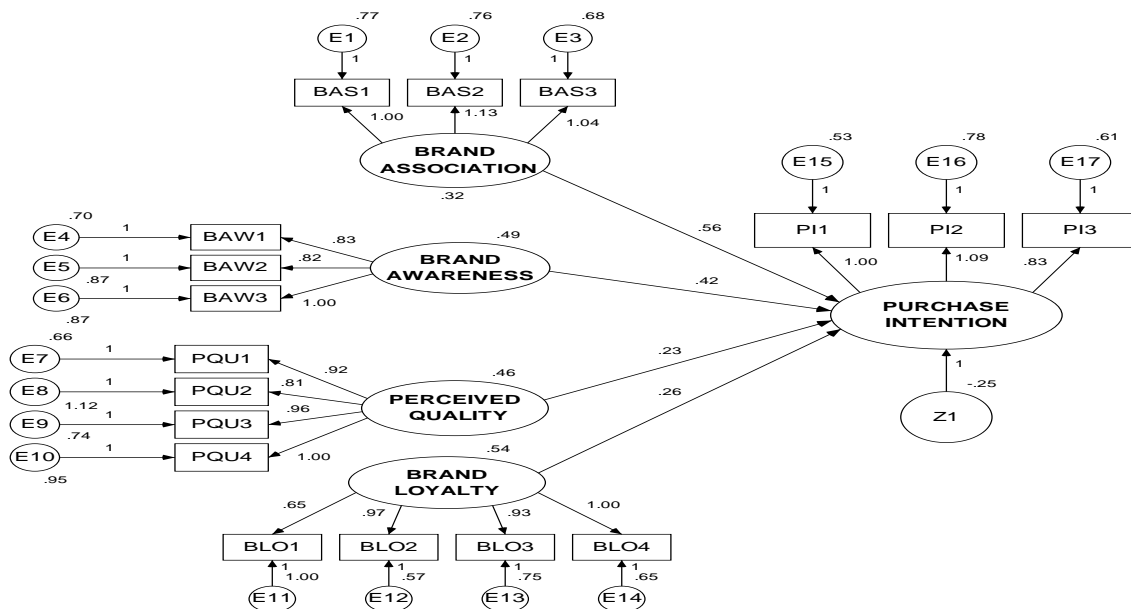 .77
.76
.68
E1
E2
E3
1
1
1
BAS1
BAS2
BAS3
1.00
1.13
1.04
BRAND
ASSOCIATION
.32
.53
.78
.61
E15
E16
E17
1
1
1
PI1
PI2
PI3
1.00
1.09
.83
PURCHASE
INTENTION
1
-.25
Z1
.56
.42
.23
.26
.70
E4
1
BAW1
.83
.49
E5
1
BAW2
.82
BRAND
AWARENESS
.87
E6
1
BAW3
1.00
.87
.66
E7
1
PQU1
.92
.46
E8
1
PQU2
.81
PERCEIVED
QUALITY
1.12
E9
1
PQU3
.96
.74
E10
1
PQU4
1.00
.95
.54
BRAND
LOYALTY
.65
.97
.93
1.00
BLO1
BLO2
BLO3
BLO4
1
1
1
1
1.00
.57
.75
.65
E11
E12
E13
E14